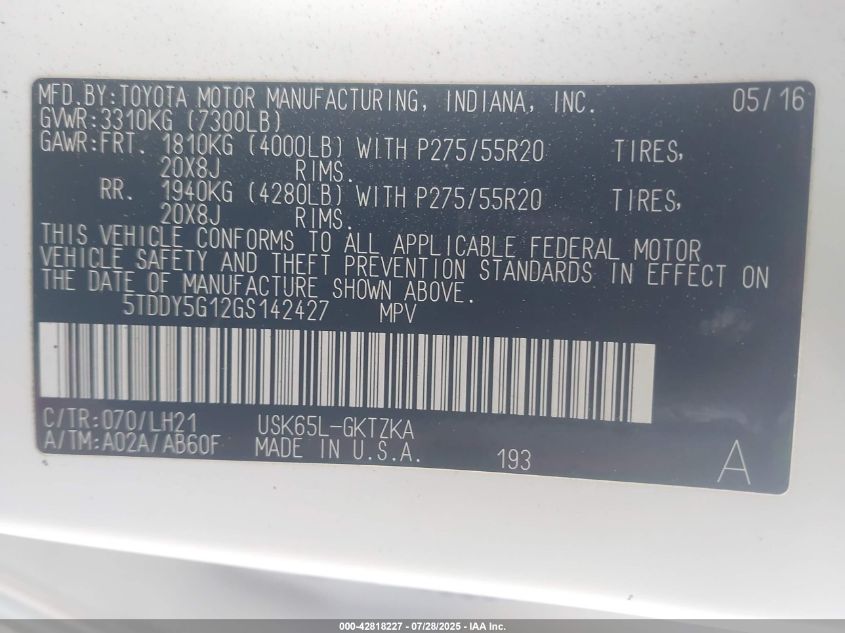 MFD.BY:TOYOTA MOTOR MANUFACTURING, INDIANA, INC. 05/16
GVWR:3310KG (7300LB)
GAWR:FRT. 1810KG (4000LB) WITH P275/55R20 TIRES,
20X8J RIMS.
RR. 1940KG (4280LB) WITH P275/55R20 TIRES,
20X8J RIMS.
THIS VEHICLE CONFORMS TO ALL APPLICABLE FEDERAL MOTOR
VEHICLE SAFETY AND THEFT PREVENTION STANDARDS IN EFFECT ON
THE DATE OF MANUFACTURE SHOWN ABOVE.
5TDDY5G12GS142427 MPV
C/TR:070/LH21 USK65L-GKTZKA
A/TM:A02A/AB60F MADE IN U.S.A. 193 A
000-42818227 - 07/28/2025 - IAA Inc.